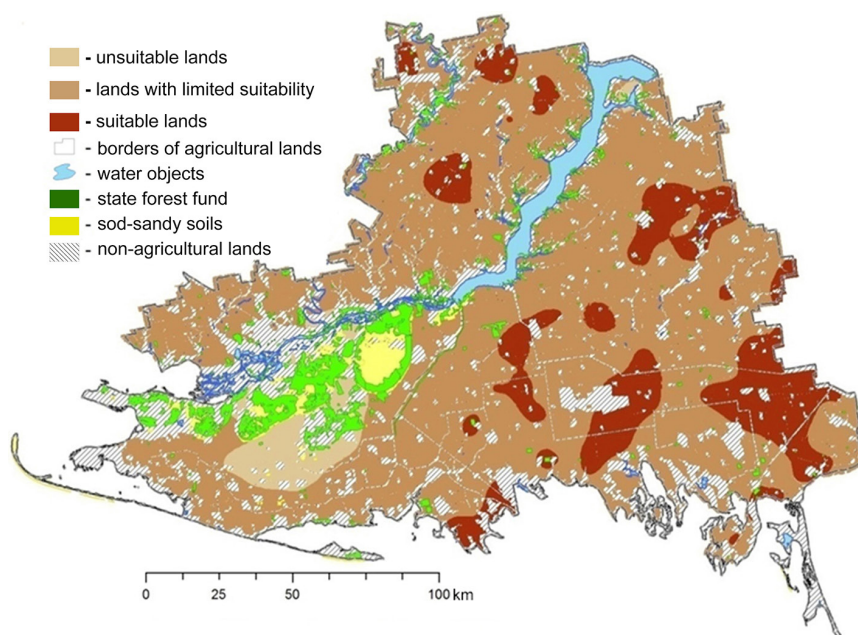 - unsuitable lands
- lands with limited suitability
- suitable lands
- borders of agricultural lands
- water objects
- state forest fund
- sod-sandy soils
- non-agricultural lands
0 25 50 100 km